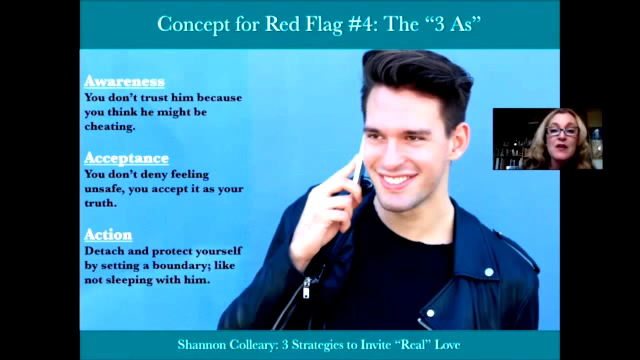 Concept for Red Flag #4: The “3 As”
Awareness
You don’t trust him because
you think he might be
cheating.
Acceptance
You don’t deny feeling
unsafe, you accept it as your
truth.
Action
Detach and protect yourself
by setting a boundary; like
not sleeping with him.
Shannon Colleary: 3 Strategies to Invite “Real” Love